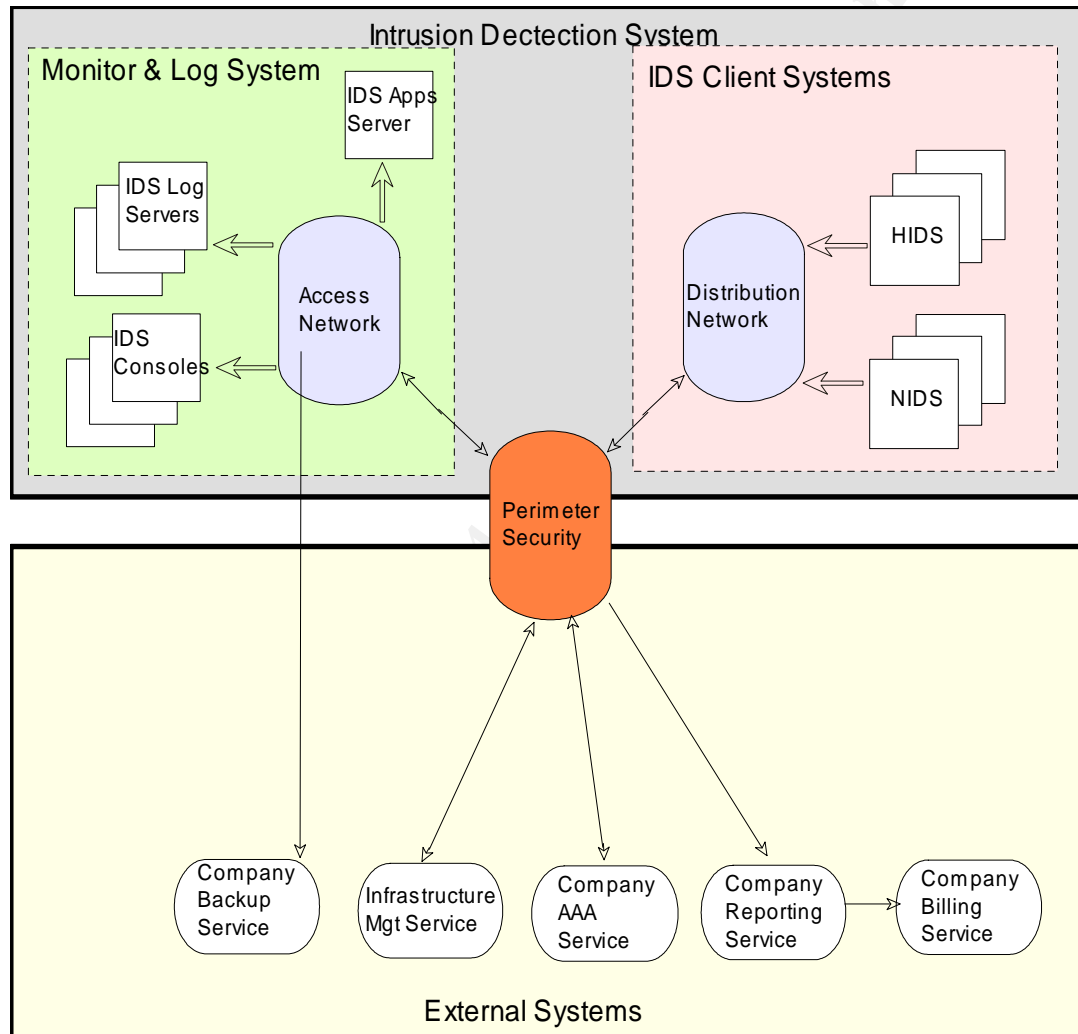 Intrusion Dectection System
Monitor & Log System
IDS Client Systems
IDS Apps
Server
IDS Log
Servers
HIDS
Access
Network
Distribution
Network
IDS
Consoles
NIDS
Perimeter
Security
Company
Backup
Service
Infrastructure
Mgt Service
Company
AAA
Service
Company
Reporting
Service
Company
Billing
Service
External Systems